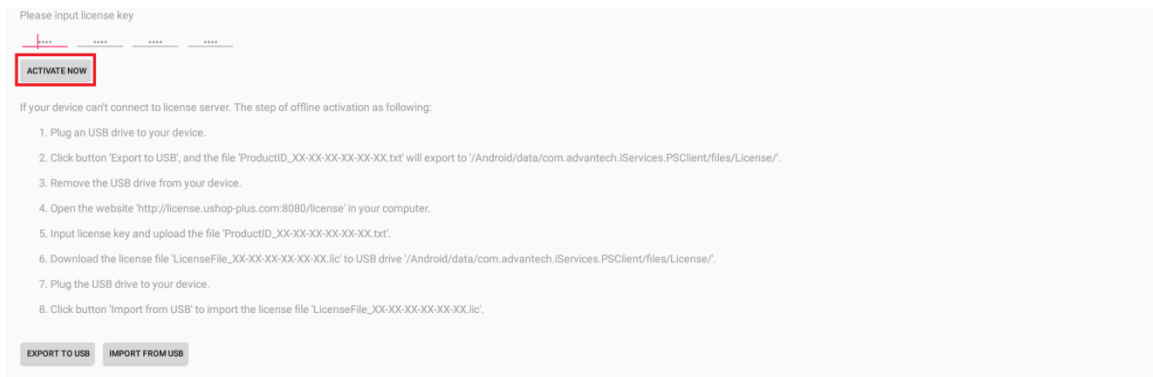 Please input license key
.... .... .... ....
ACTIVATE NOW
If your device can't connect to license server. The step of offline activation as following:
1. Plug an USB drive to your device.
2. Click button 'Export to USB', and the file 'ProductID_XX-XX-XX-XX-XX-XX.txt' will export to '/Android/data/com.advantech.iServices.PSClient/files/License/'.
3. Remove the USB drive from your device.
4. Open the website 'http://license.ushop-plus.com:8080/license' in your computer.
5. Input license key and upload the file 'ProductID_XX-XX-XX-XX-XX-XX.txt'.
6. Download the license file 'LicenseFile_XX-XX-XX-XX-XX-XX.lic' to USB drive '/Android/data/com.advantech.iServices.PSClient/files/License/'.
7. Plug the USB drive to your device.
8. Click button 'Import from USB' to import the license file 'LicenseFile_XX-XX-XX-XX-XX-XX.lic'.
EXPORT TO USB IMPORT FROM USB